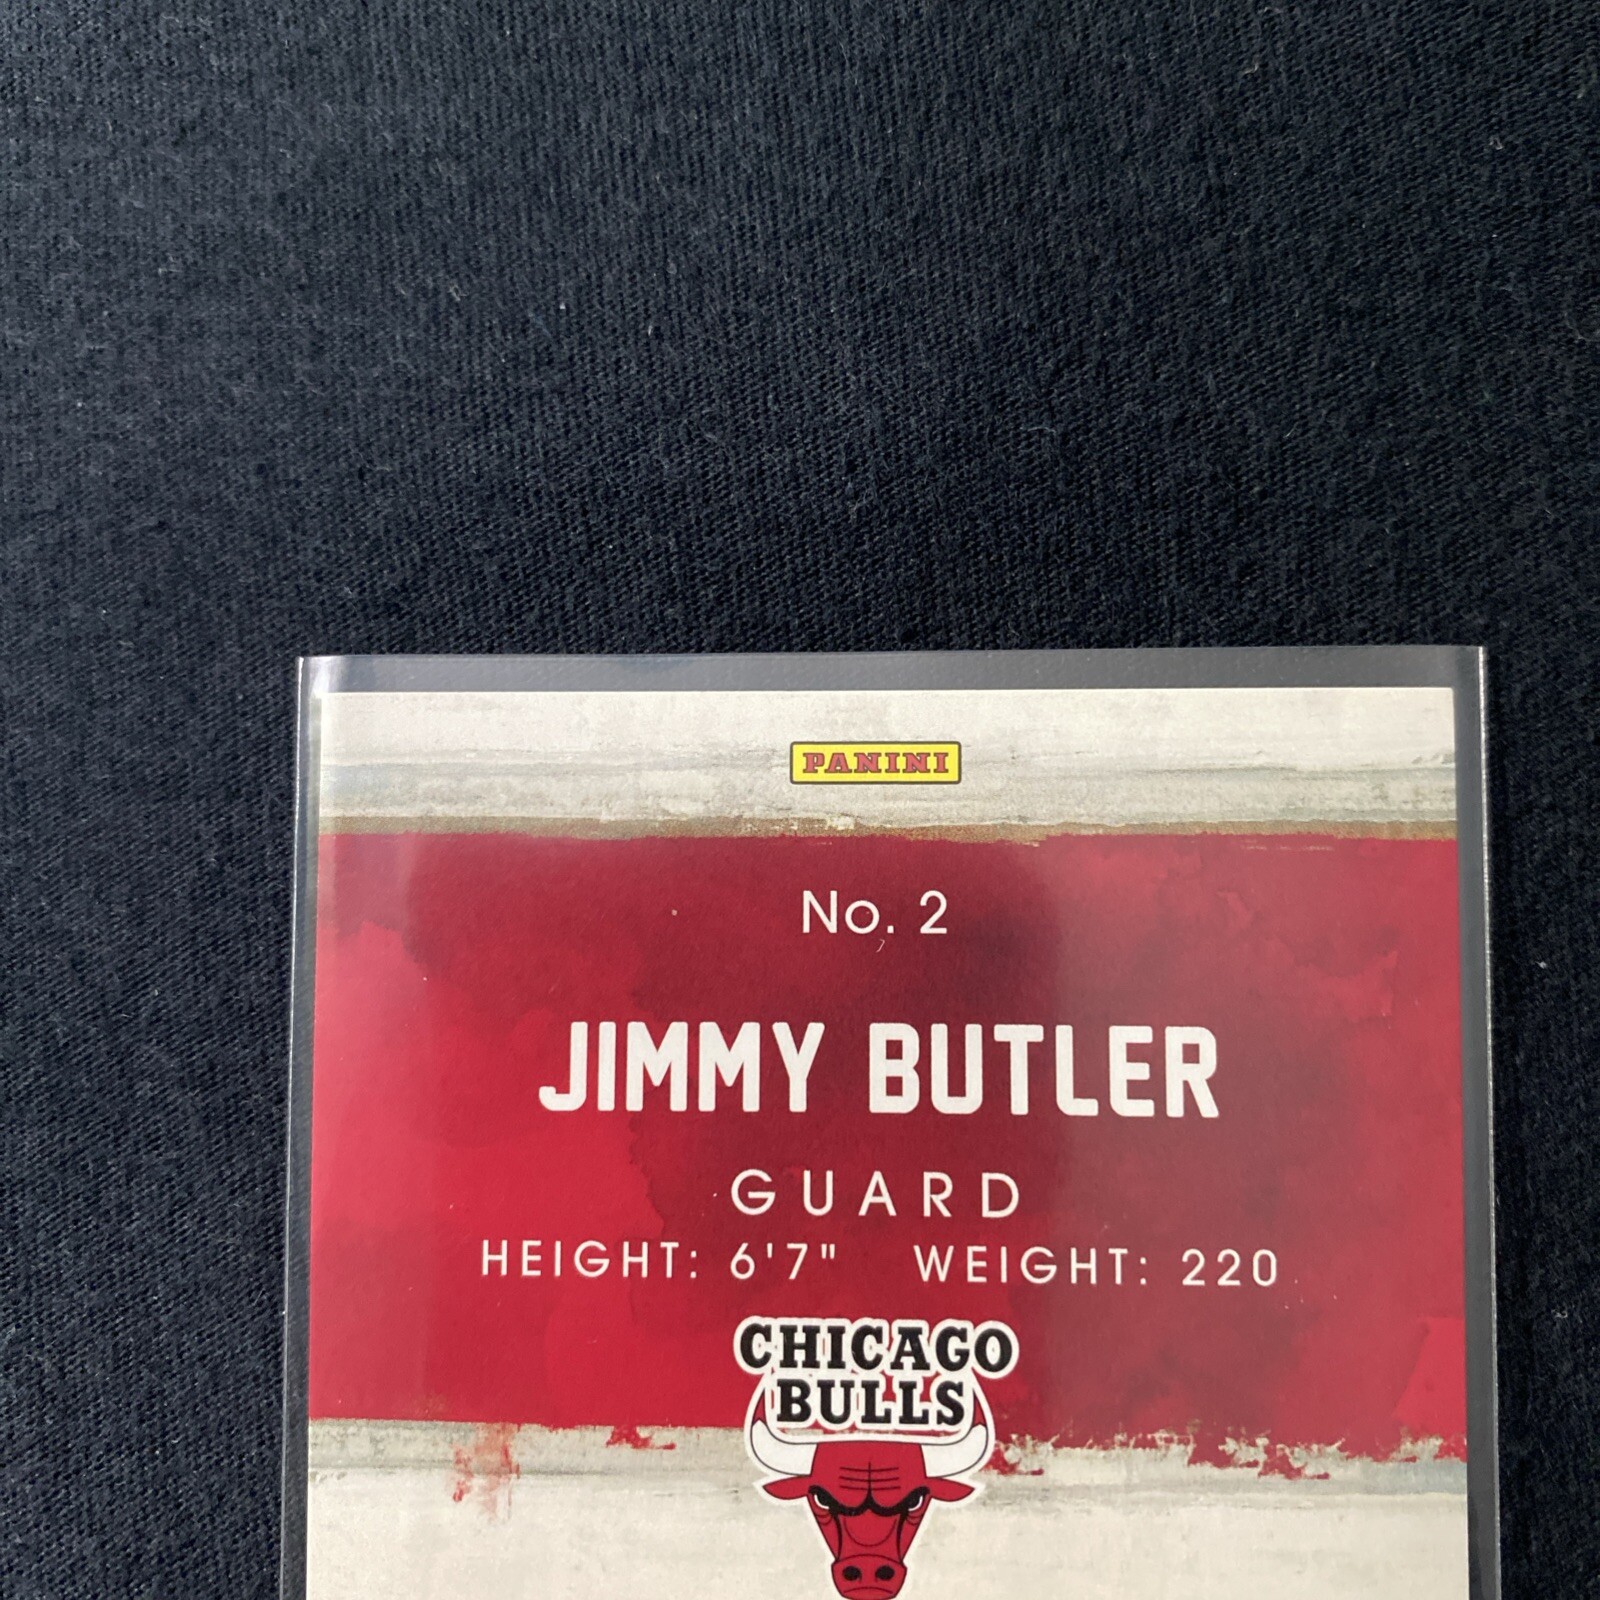 PANINI
No. 2
JIMMY BUTLER
GUARD
HEIGHT: 6'7" WEIGHT: 220
CHICAGO
BULLS